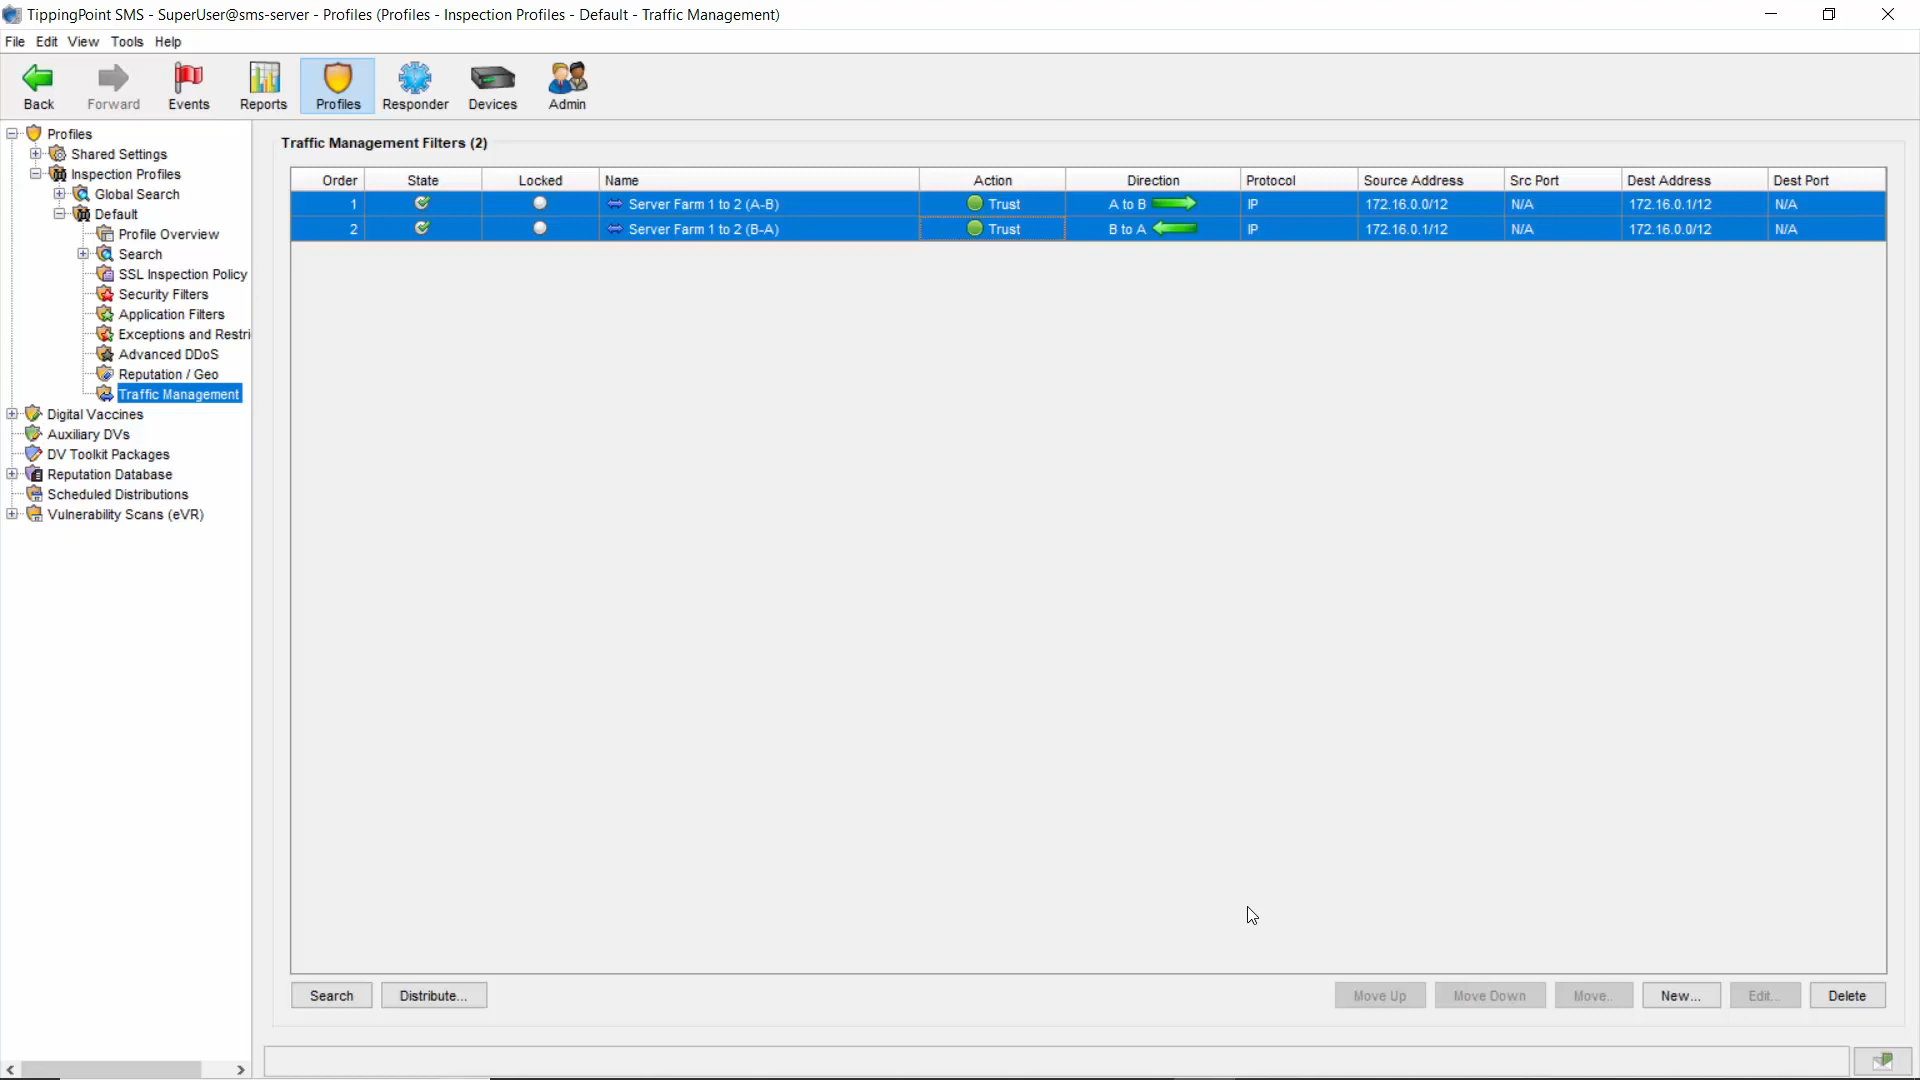 TippingPoint SMS - SuperUser@sms-server - Profiles (Profiles - Inspection Profiles - Default - Traffic Management)
File Edit View Tools Help
Back Forward Events Reports Profiles Responder Devices Admin
Profiles
Shared Settings
Inspection Profiles
Global Search
Default
Profile Overview
Search
SSL Inspection Policy
Security Filters
Application Filters
Exceptions and Restri
Advanced DDoS
Reputation / Geo
Traffic Management
Digital Vaccines
Auxiliary DVs
DV Toolkit Packages
Reputation Database
Scheduled Distributions
Vulnerability Scans (eVR)
Traffic Management Filters (2)
Order State Locked Name Action Direction Protocol Source Address Src Port Dest Address Dest Port
1 Server Farm 1 to 2 (A-B) Trust A to B IP 172.16.0.0/12 N/A 172.16.0.1/12 N/A
2 Server Farm 1 to 2 (B-A) Trust B to A IP 172.16.0.1/12 N/A 172.16.0.0/12 N/A
Search Distribute... Move Up Move Down Move.. New... Edit... Delete